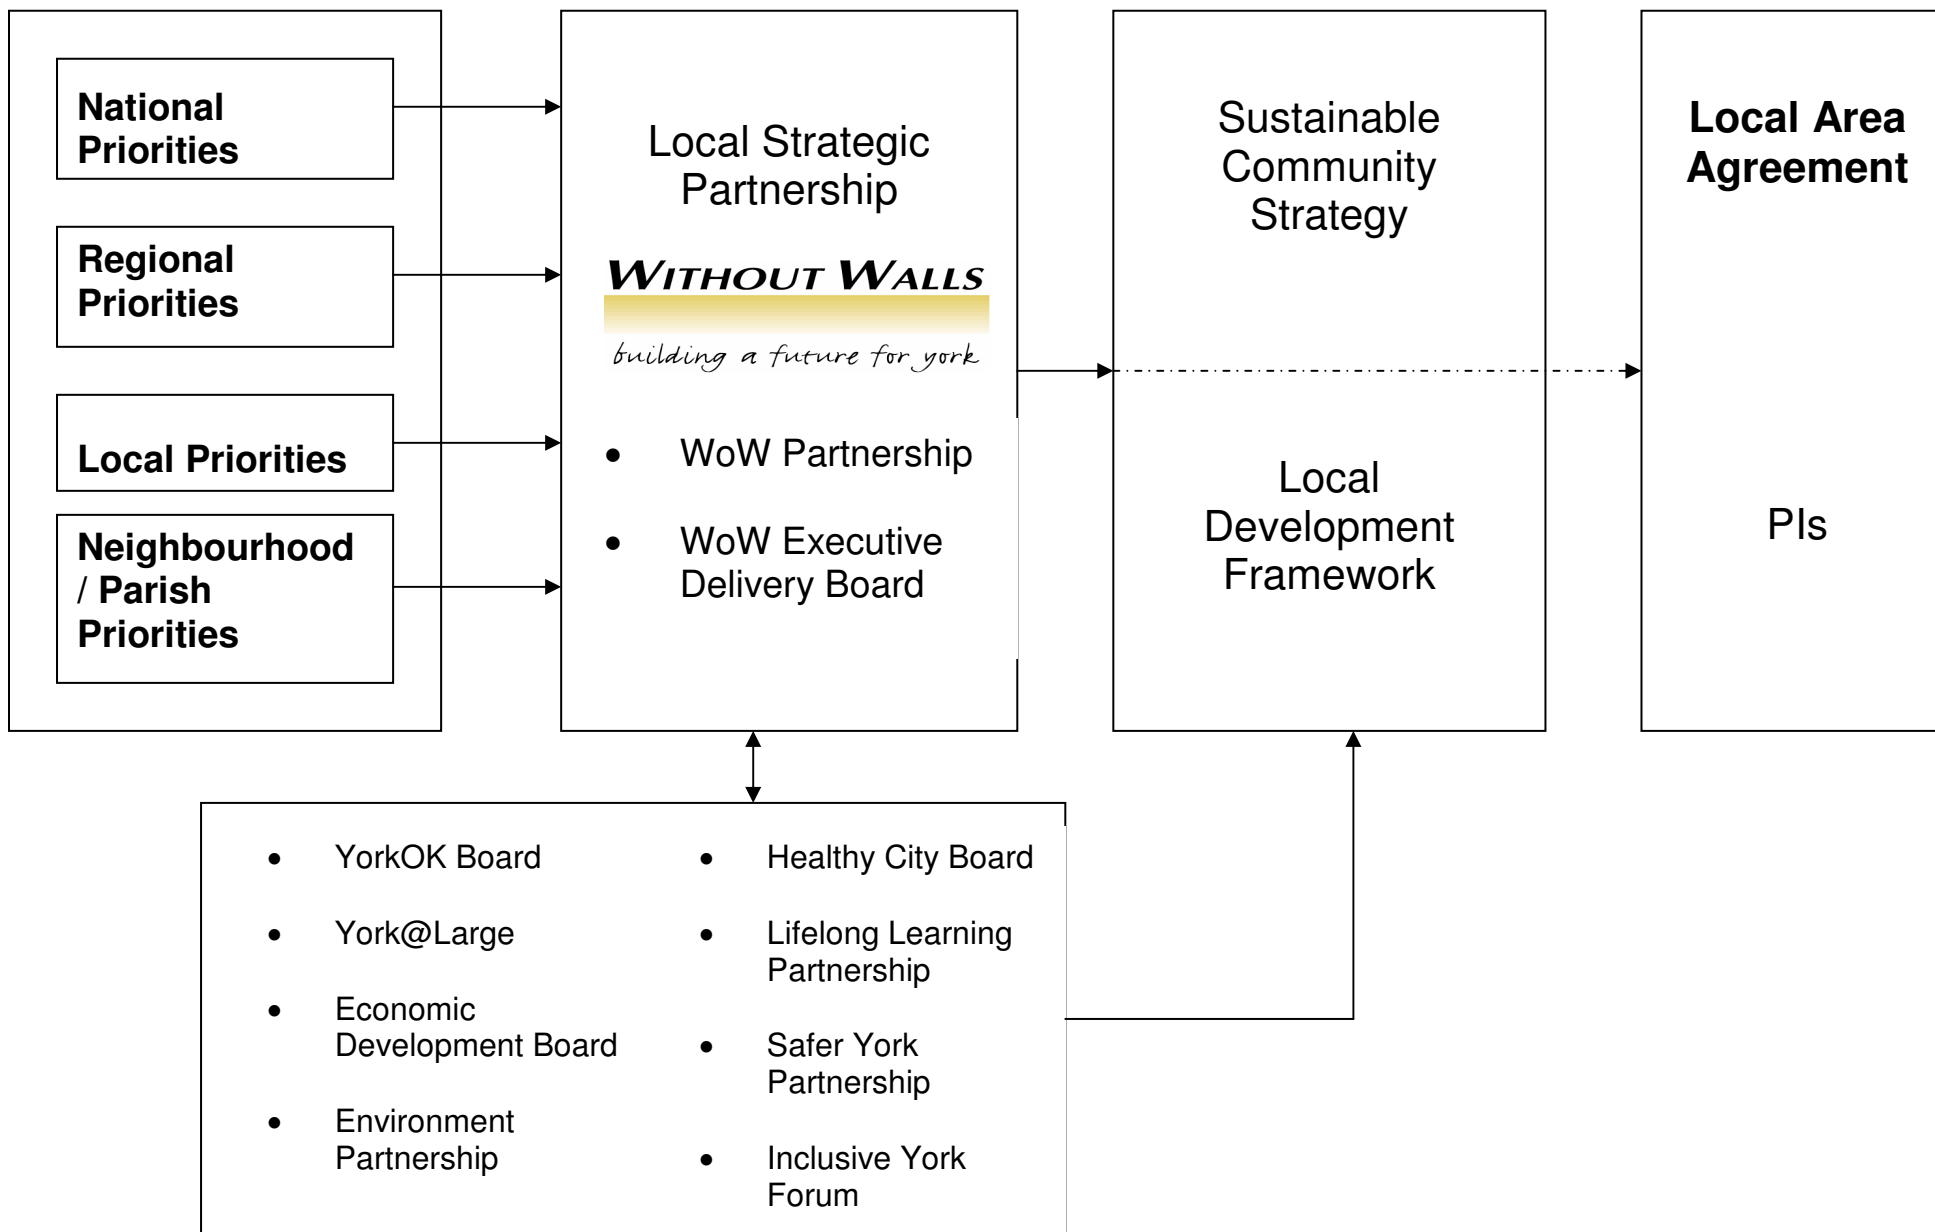 National
Priorities
Regional
Priorities
Local Priorities
Neighbourhood
/ Parish
Priorities
Local Strategic
Partnership
WITHOUT WALLS
building a future for york
• WoW Partnership
• WoW Executive
Delivery Board
Sustainable
Community
Strategy
Local
Development
Framework
Local Area
Agreement
PIs
• YorkOK Board
• York@Large
• Economic
Development Board
• Environment
Partnership
• Healthy City Board
• Lifelong Learning
Partnership
• Safer York
Partnership
• Inclusive York
Forum